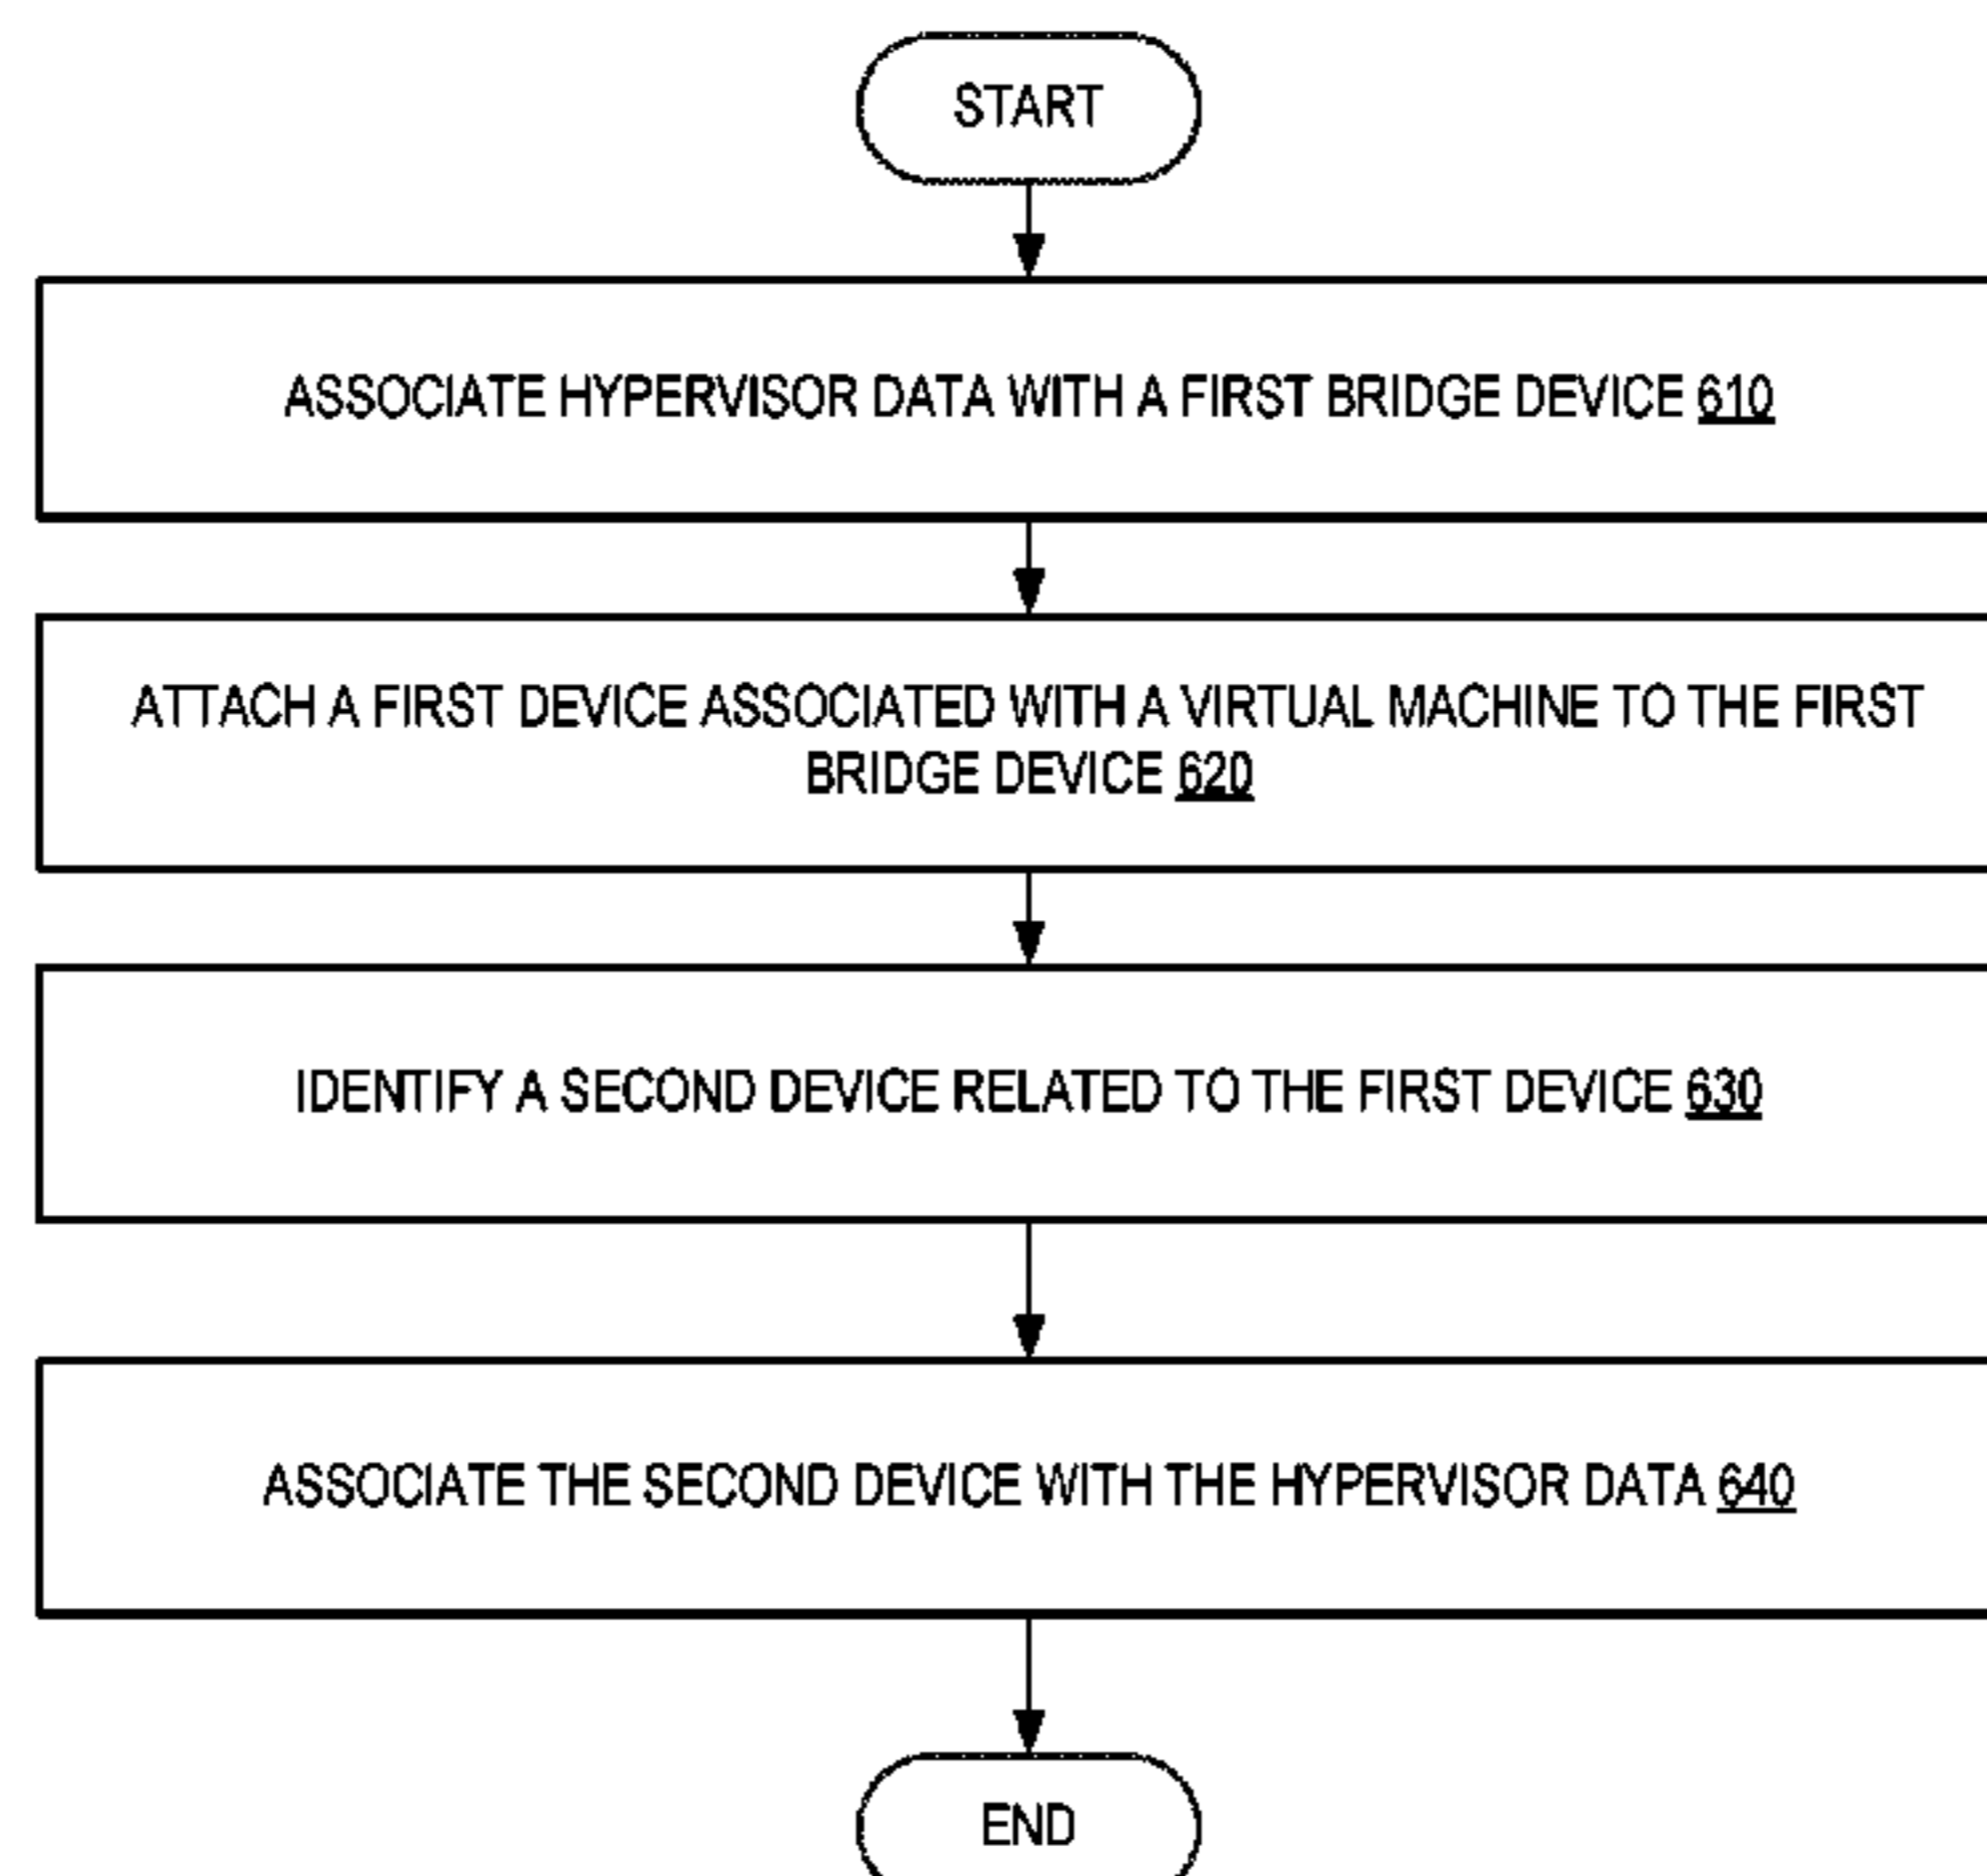 START
ASSOCIATE HYPERVISOR DATA WITH A FIRST BRIDGE DEVICE 610
ATTACH A FIRST DEVICE ASSOCIATED WITH A VIRTUAL MACHINE TO THE FIRST
BRIDGE DEVICE 620
IDENTIFY A SECOND DEVICE RELATED TO THE FIRST DEVICE 630
ASSOCIATE THE SECOND DEVICE WITH THE HYPERVISOR DATA 640
END